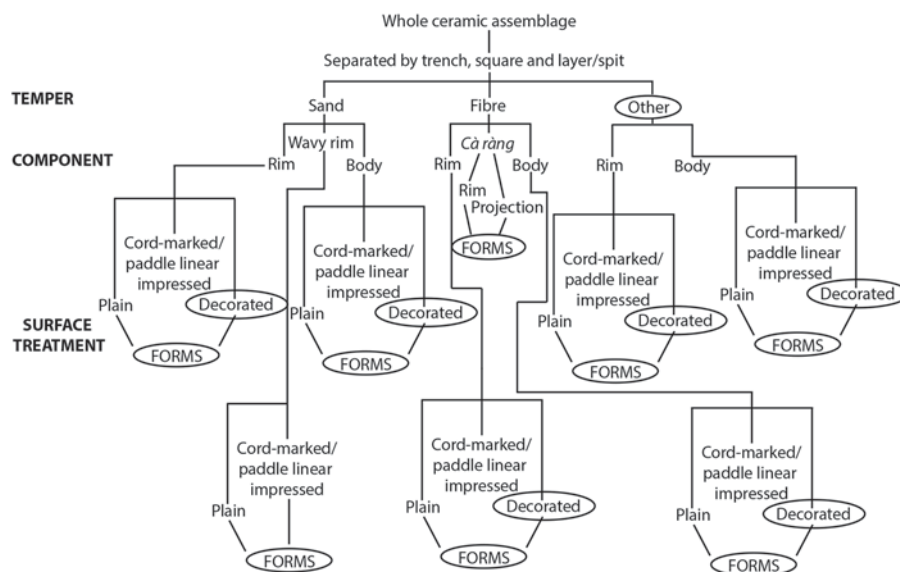 Whole ceramic assemblage
Separated by trench, square and layer/spit
TEMPER
Sand
Fibre
Other
COMPONENT
Rim
Wavy rim
Body
Rim
Cà ràng
Rim
Projection
FORMS
Body
Rim
Body
SURFACE
TREATMENT
Plain
Cord-marked/
paddle linear
impressed
Decorated
FORMS
Plain
Cord-marked/
paddle linear
impressed
Decorated
FORMS
Plain
Cord-marked/
paddle linear
impressed
Decorated
FORMS
Plain
Cord-marked/
paddle linear
impressed
Decorated
FORMS
Plain
Cord-marked/
paddle linear
impressed
FORMS
Plain
Cord-marked/
paddle linear
impressed
Decorated
FORMS
Plain
Cord-marked/
paddle linear
impressed
Decorated
FORMS